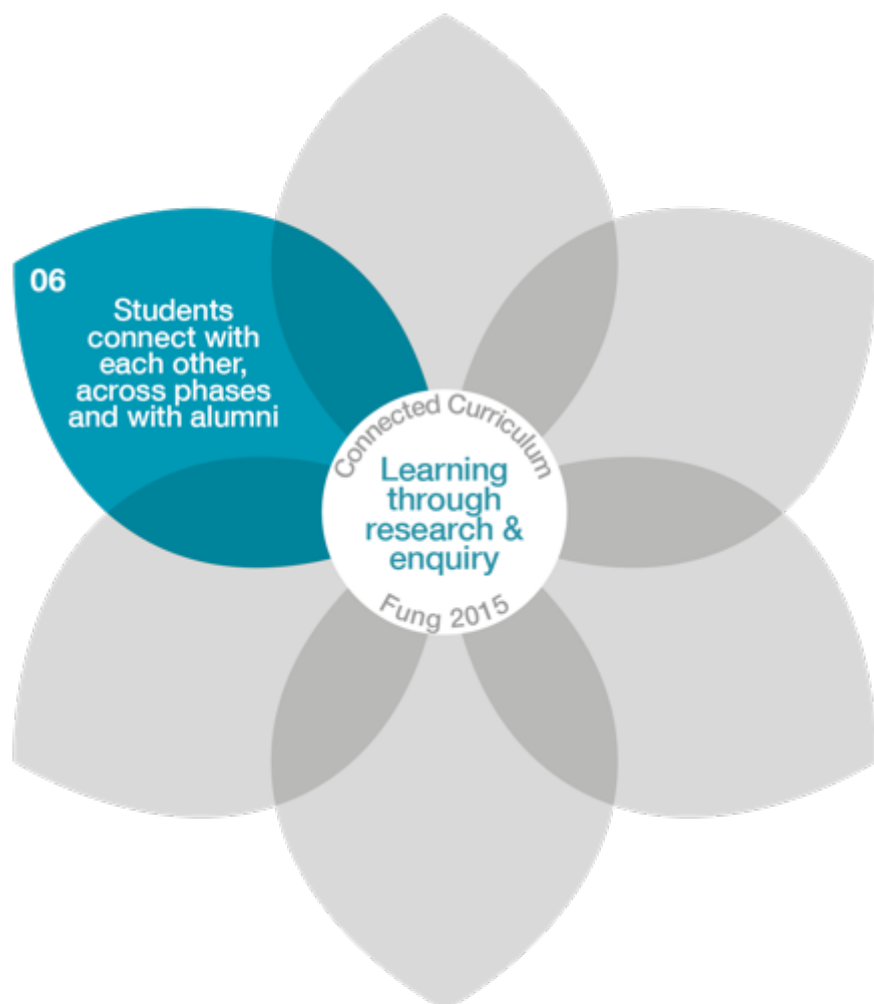 06
Students
connect with
each other,
across phases
and with alumni
Connected Curriculum
Learning
through
research &
enquiry
Fung 2015